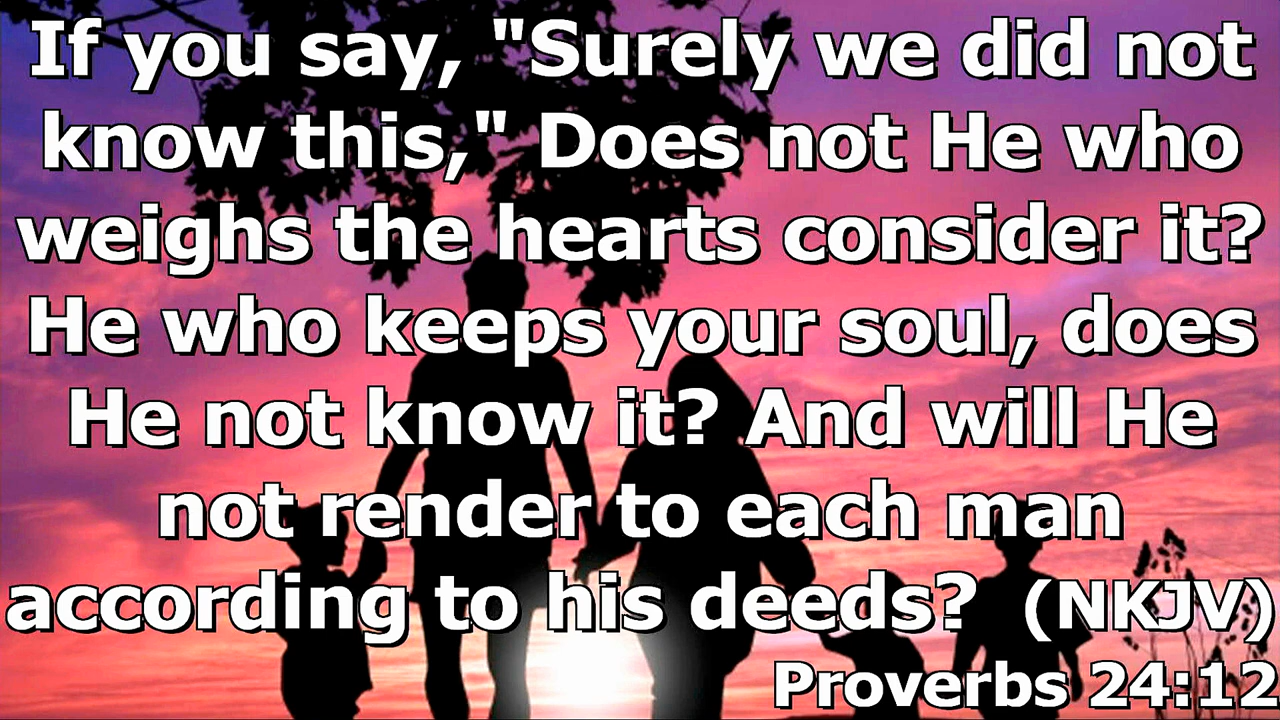 If you say, "Surely we did not
know this," Does not He who
weighs the hearts consider it?
He who keeps your soul, does
He not know it? And will He
not render to each man
according to his deeds? (NKJV)
Proverbs 24:12